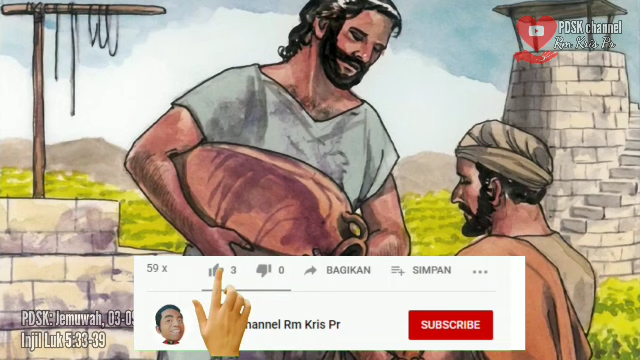 PDSK channel
Rm Kris Pr
59 x
3
0
BAGIKAN
SIMPAN
hannel Rm Kris Pr
SUBSCRIBE
PDSK: Jemuwah, 03-09
Injil Luk 5:33-39